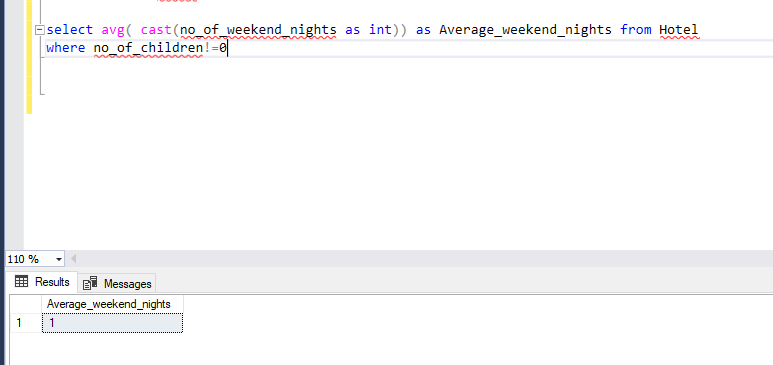 select avg( cast(no_of_weekend_nights as int)) as Average_weekend_nights from Hotel
where no_of_children!=0
110 %
Results
Messages
Average_weekend_nights
1
1